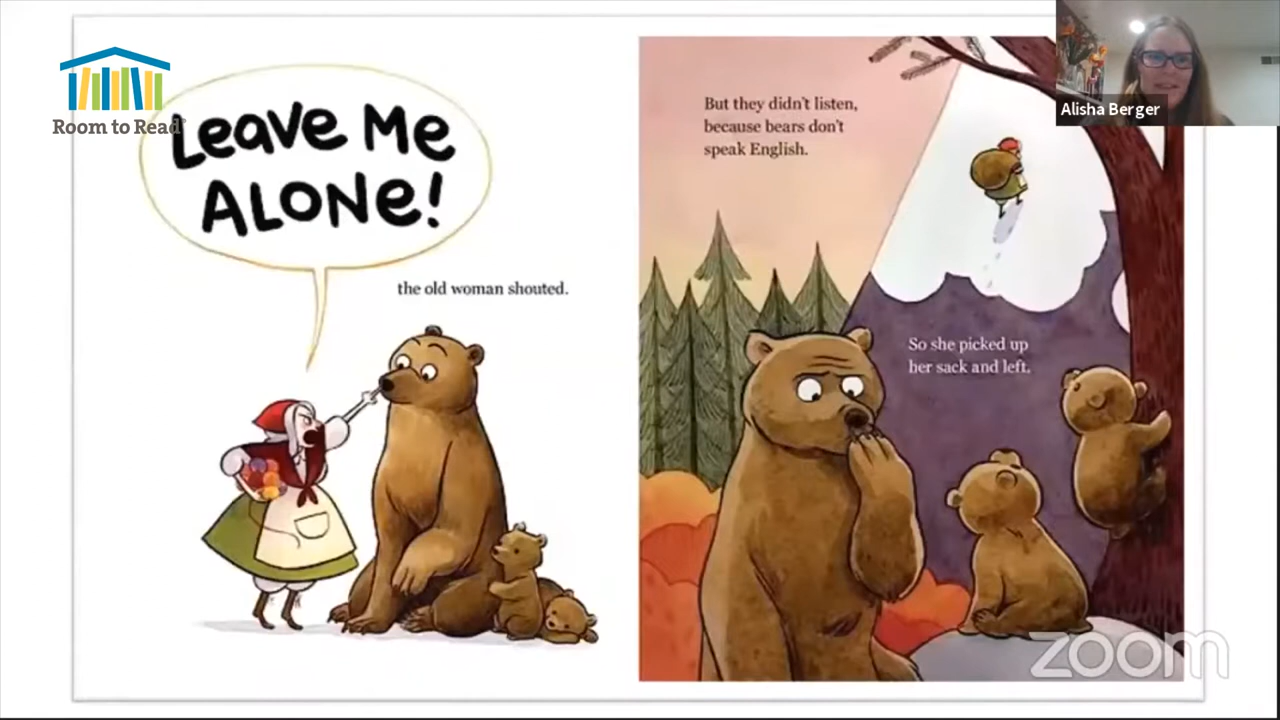 Room to Read
Leave Me
ALONe!
the old woman shouted.
But they didn't listen,
because bears don't
speak English.
So she picked up
her sack and left.
Alisha Berger
zoom